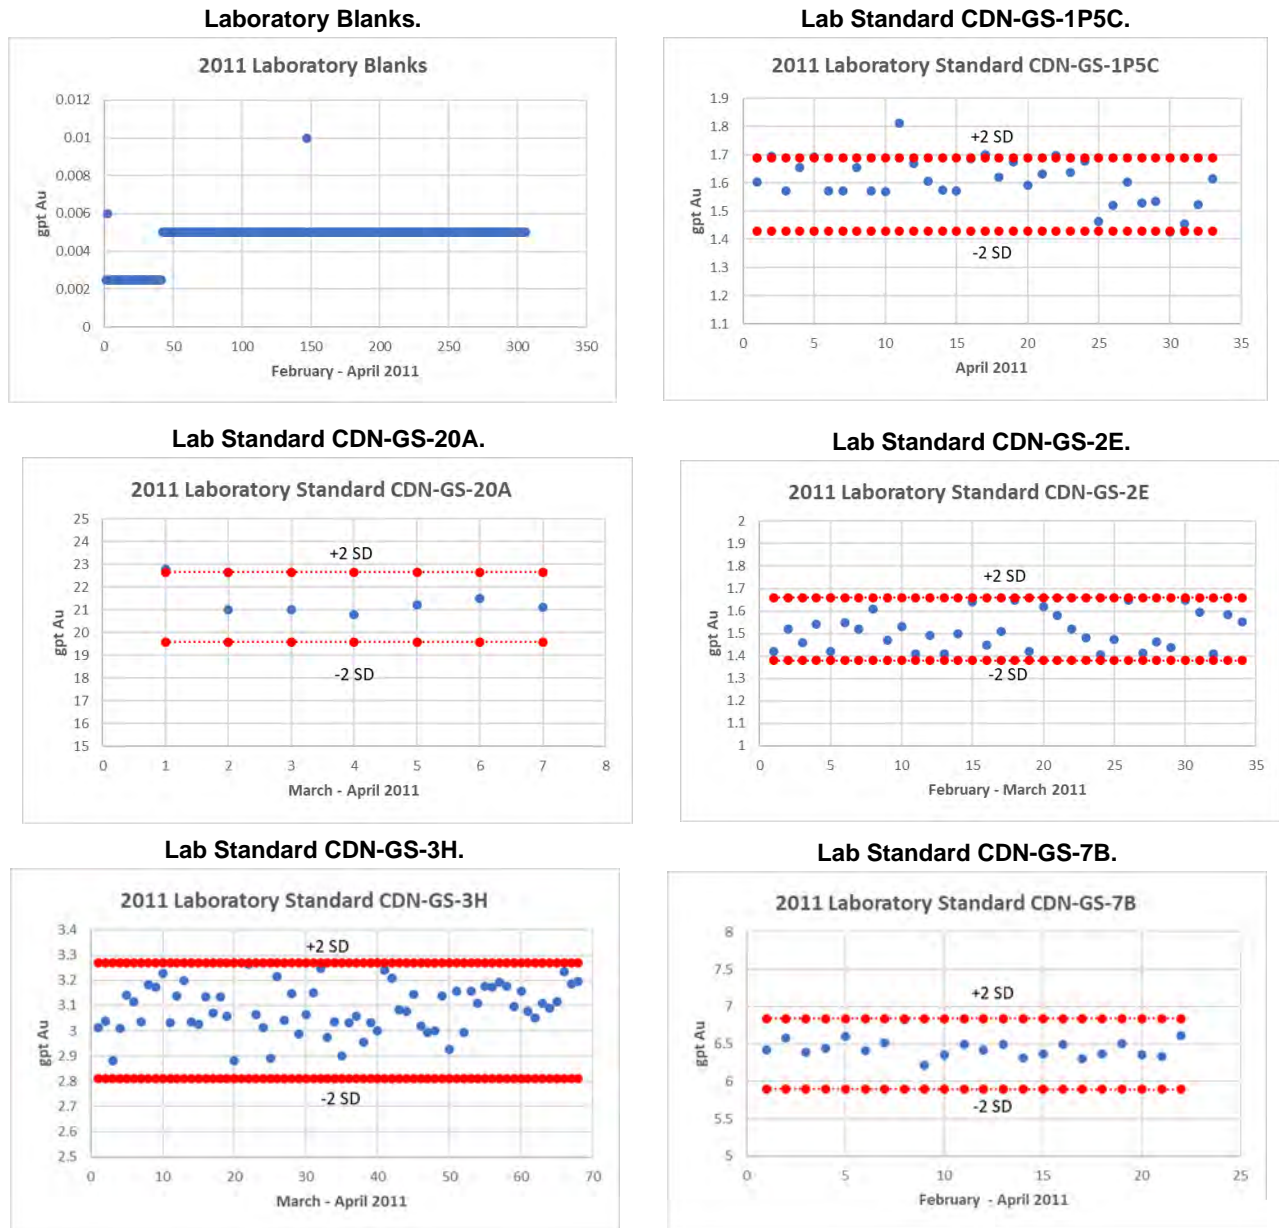 Laboratory Blanks.
2011 Laboratory Blanks
0.012
0.01
0.008
0.006
0.004
0.002
0
gpt Au
0 50 100 150 200 250 300 350
February - April 2011
Lab Standard CDN-GS-1P5C.
2011 Laboratory Standard CDN-GS-1P5C
1.9
1.8
1.7
1.6
1.5
1.4
1.3
1.2
1.1
gpt Au
+2 SD
-2 SD
0 5 10 15 20 25 30 35
April 2011
Lab Standard CDN-GS-20A.
2011 Laboratory Standard CDN-GS-20A
25
24
23
22
21
20
19
18
17
16
15
gpt Au
+2 SD
-2 SD
0 1 2 3 4 5 6 7 8
March - April 2011
Lab Standard CDN-GS-2E.
2011 Laboratory Standard CDN-GS-2E
2
1.9
1.8
1.7
1.6
1.5
1.4
1.3
1.2
1.1
1
gpt Au
+2 SD
-2 SD
0 5 10 15 20 25 30 35
February - March 2011
Lab Standard CDN-GS-3H.
2011 Laboratory Standard CDN-GS-3H
3.4
3.3
3.2
3.1
3
2.9
2.8
2.7
2.6
2.5
gpt Au
+2 SD
-2 SD
0 10 20 30 40 50 60 70
March - April 2011
Lab Standard CDN-GS-7B.
2011 Laboratory Standard CDN-GS-7B
8
7.5
7
6.5
6
5.5
5
gpt Au
+2 SD
-2 SD
0 5 10 15 20 25
February - April 2011